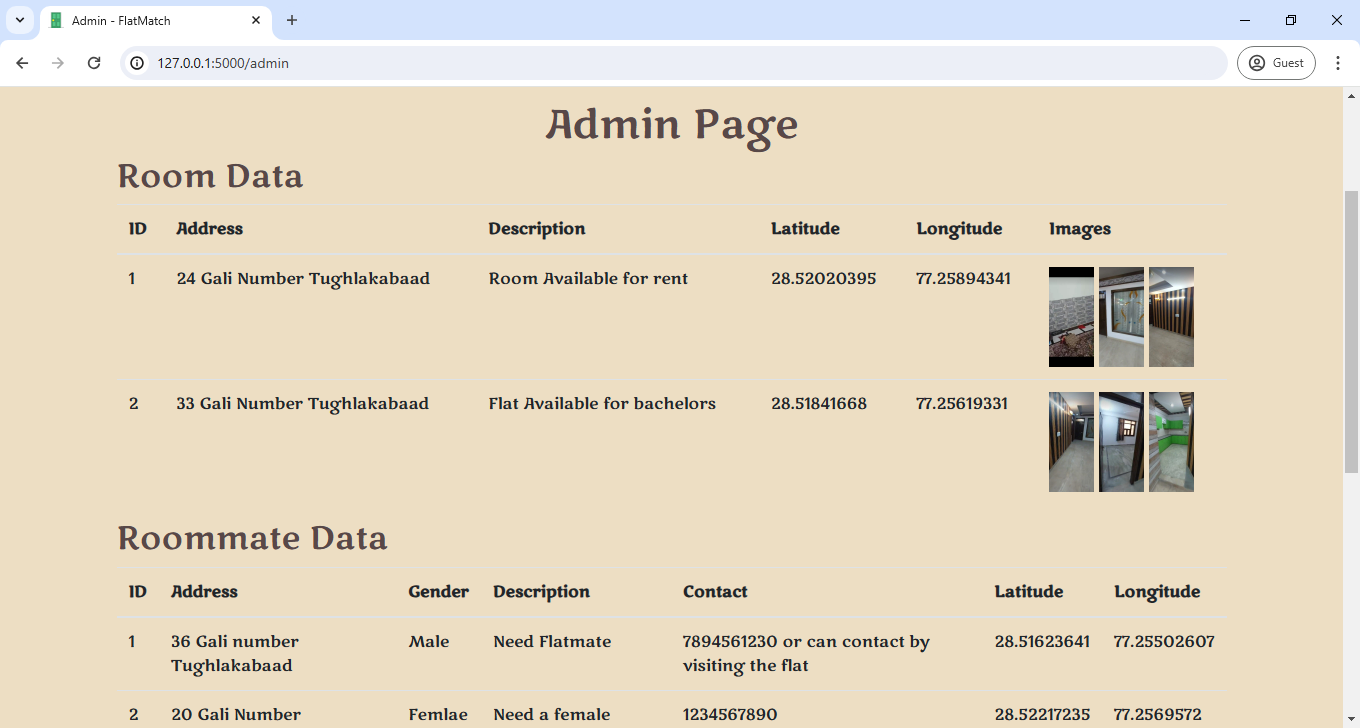 Admin - FlatMatch
127.0.0.1:5000/admin
Guest
Admin Page
Room Data
ID Address Description Latitude Longitude Images
1 24 Gali Number Tughlakabaad Room Available for rent 28.52020395 77.25894341
2 33 Gali Number Tughlakabaad Flat Available for bachelors 28.51841668 77.25619331
Roommate Data
ID Address Gender Description Contact Latitude Longitude
1 36 Gali number Male Need Flatmate 7894561230 or can contact by 28.51623641 77.25502607
Tughlakabaad visiting the flat
2 20 Gali Number Femlae Need a female 1234567890 28.52217235 77.2569572